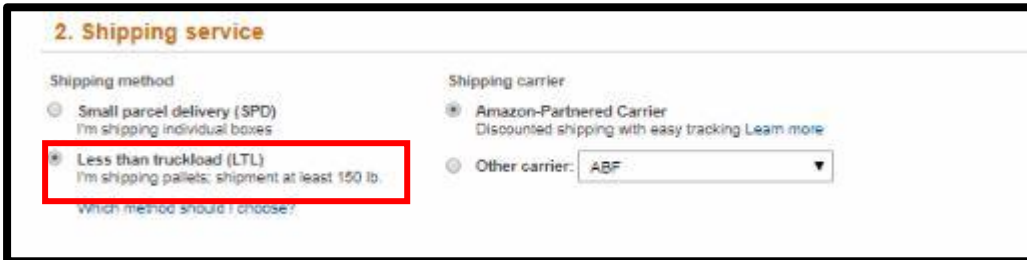 2. Shipping service
Shipping method
Small parcel delivery (SPD)
I'm shipping individual boxes
Less than truckload (LTL)
I'm shipping pallets; shipment at least 150 lb.
Which method should I choose?
Shipping carrier
Amazon-Partnered Carrier
Discounted shipping with easy tracking Learn more
Other carrier: ABF